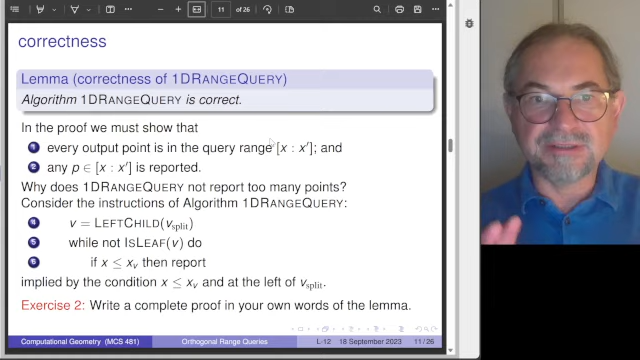 11 of 26
correctness
Lemma (correctness of 1DRANGEQUERY)
Algorithm 1DRANGEQUERY is correct.
In the proof we must show that
1 every output point is in the query range [x : x′]; and
2 any p ∈ [x : x′] is reported.
Why does 1DRANGEQUERY not report too many points?
Consider the instructions of Algorithm 1DRANGEQUERY:
4 v = LEFTCHILD(v_split)
5 while not ISLEAF(v) do
6 if x ≤ x_v then report
implied by the condition x ≤ x_v and at the left of v_split.
Exercise 2: Write a complete proof in your own words of the lemma.
Computational Geometry (MCS 481) Orthogonal Range Queries L-12 18 September 2023 11 / 26